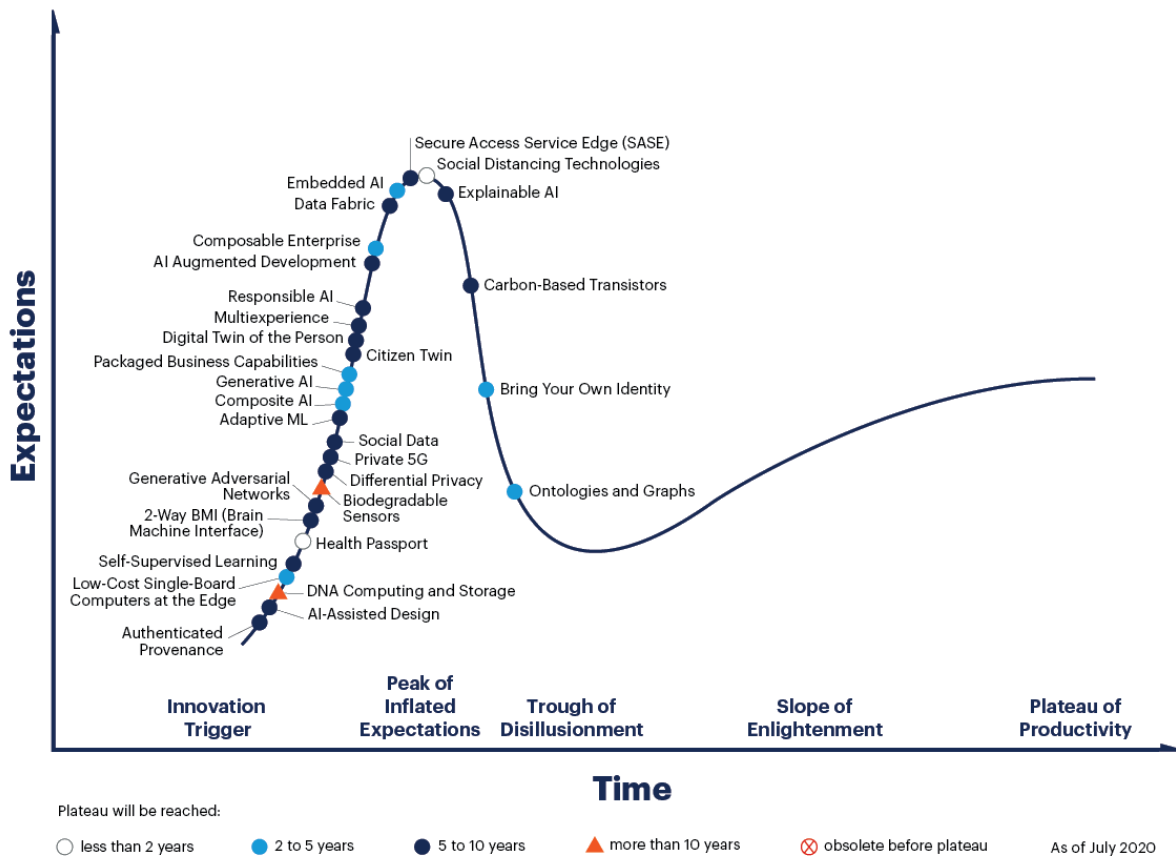 Expectations
Secure Access Service Edge (SASE)
Social Distancing Technologies
Embedded AI
Explainable AI
Data Fabric
Composable Enterprise
AI Augmented Development
Carbon-Based Transistors
Responsible AI
Multiexperience
Digital Twin of the Person
Citizen Twin
Packaged Business Capabilities
Generative AI
Bring Your Own Identity
Composite AI
Adaptive ML
Social Data
Private 5G
Generative Adversarial
Networks
Differential Privacy
Biodegradable
Sensors
Ontologies and Graphs
2-Way BMI (Brain
Machine Interface)
Health Passport
Self-Supervised Learning
Low-Cost Single-Board
Computers at the Edge
DNA Computing and Storage
AI-Assisted Design
Authenticated
Provenance
Innovation
Trigger
Peak of
Inflated
Expectations
Trough of
Disillusionment
Slope of
Enlightenment
Plateau of
Productivity
Time
Plateau will be reached:
less than 2 years
2 to 5 years
5 to 10 years
more than 10 years
obsolete before plateau
As of July 2020